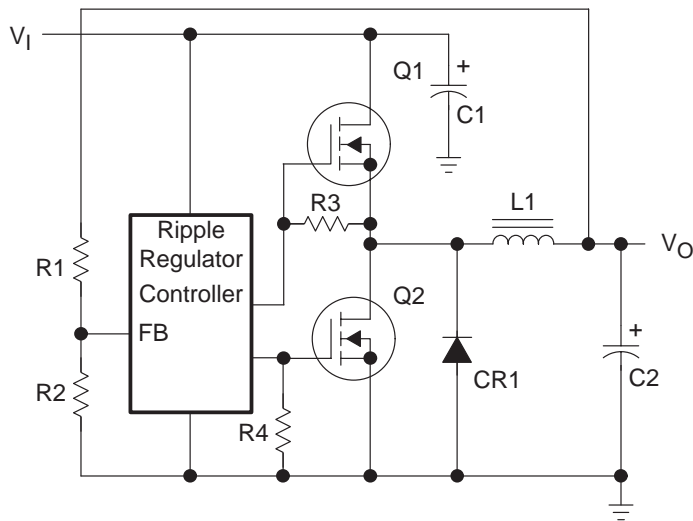 V_I
Q1
+
C1
R3
L1
V_O
Ripple
Regulator
Controller
FB
R1
R2
Q2
R4
CR1
+
C2